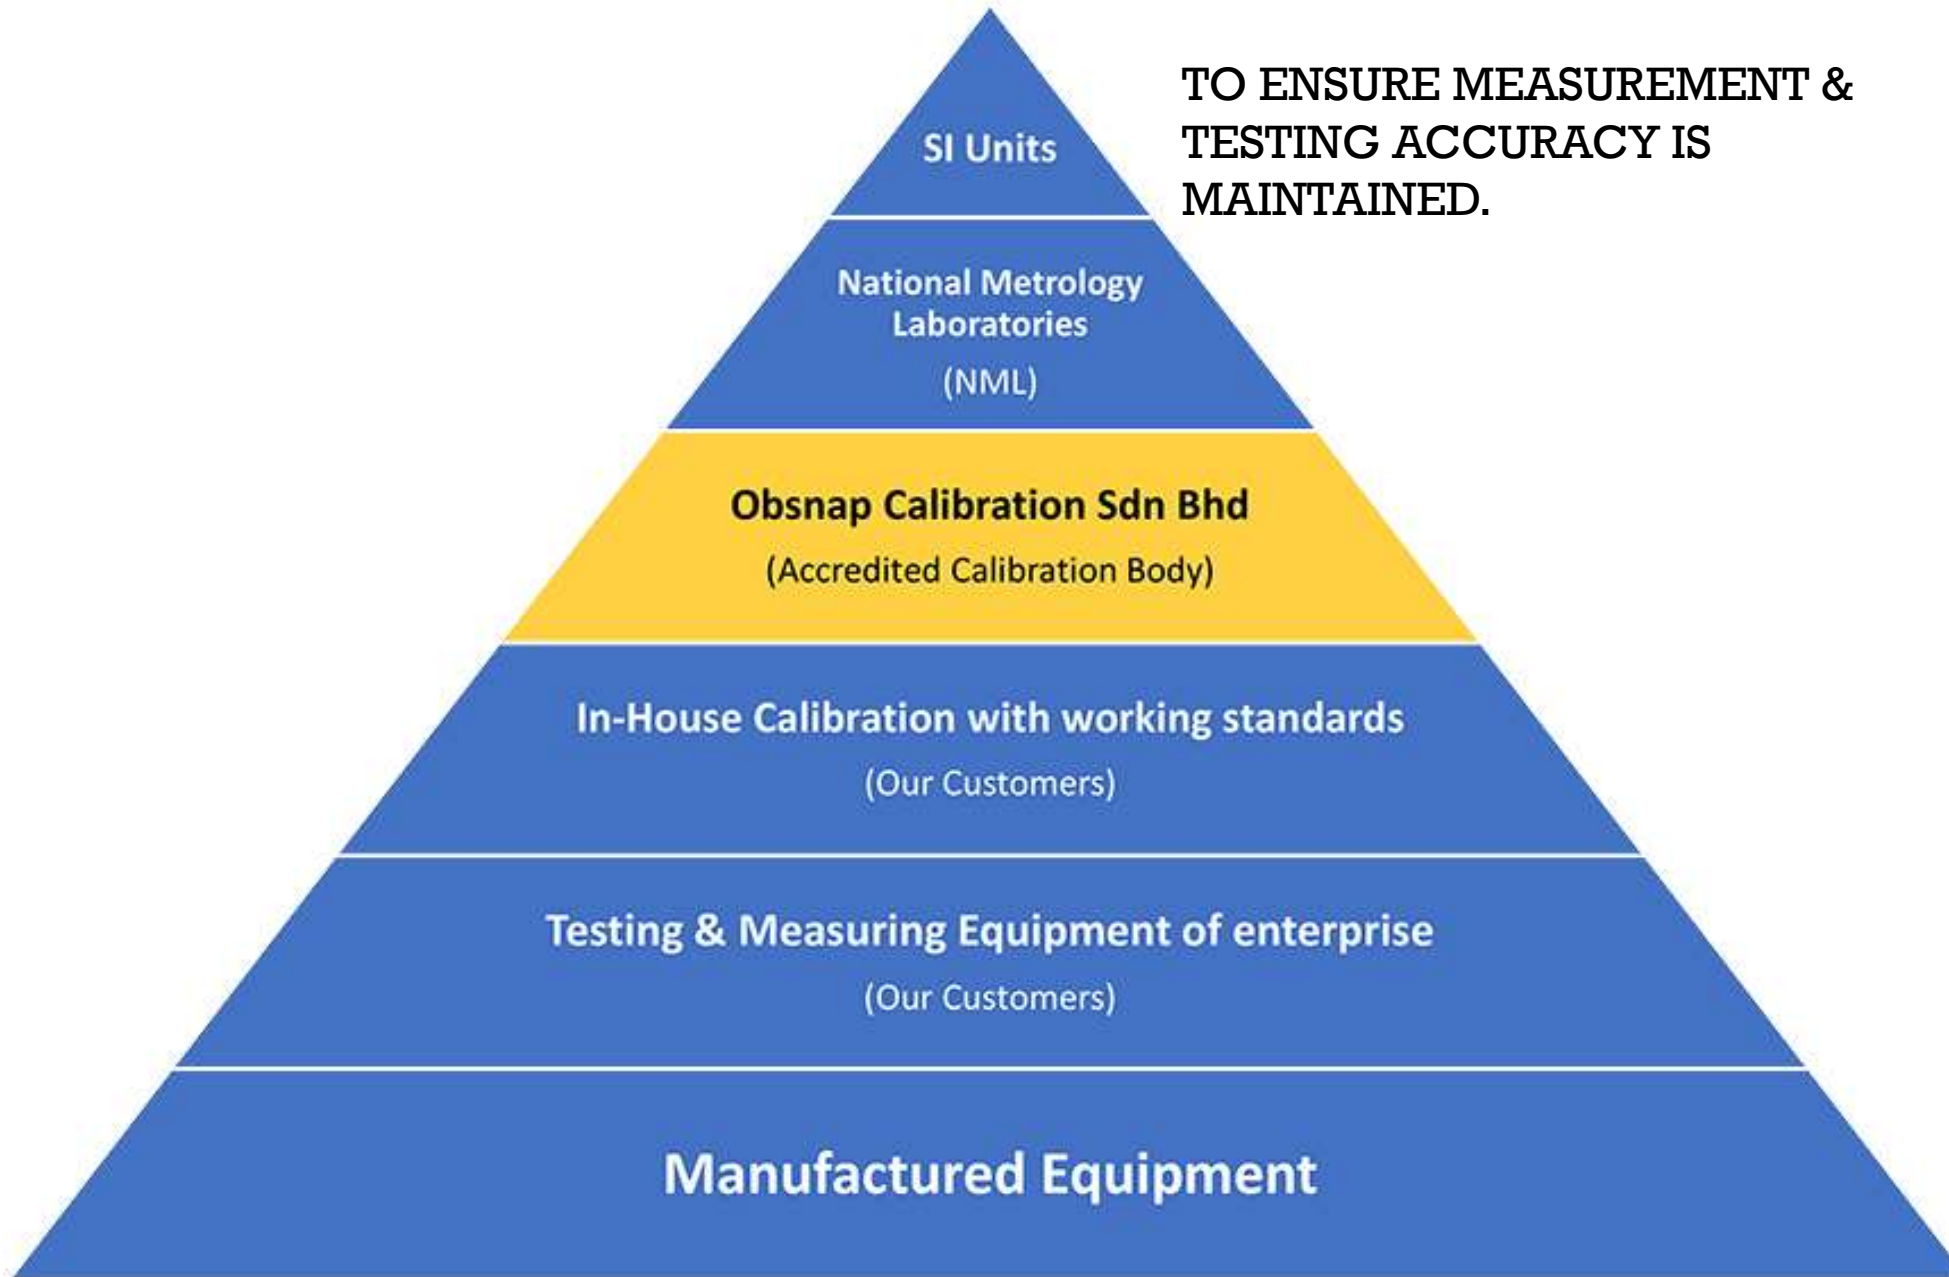 TO ENSURE MEASUREMENT &
TESTING ACCURACY IS
MAINTAINED.
SI Units
National Metrology
Laboratories
(NML)
Obsnap Calibration Sdn Bhd
(Accredited Calibration Body)
In-House Calibration with working standards
(Our Customers)
Testing & Measuring Equipment of enterprise
(Our Customers)
Manufactured Equipment